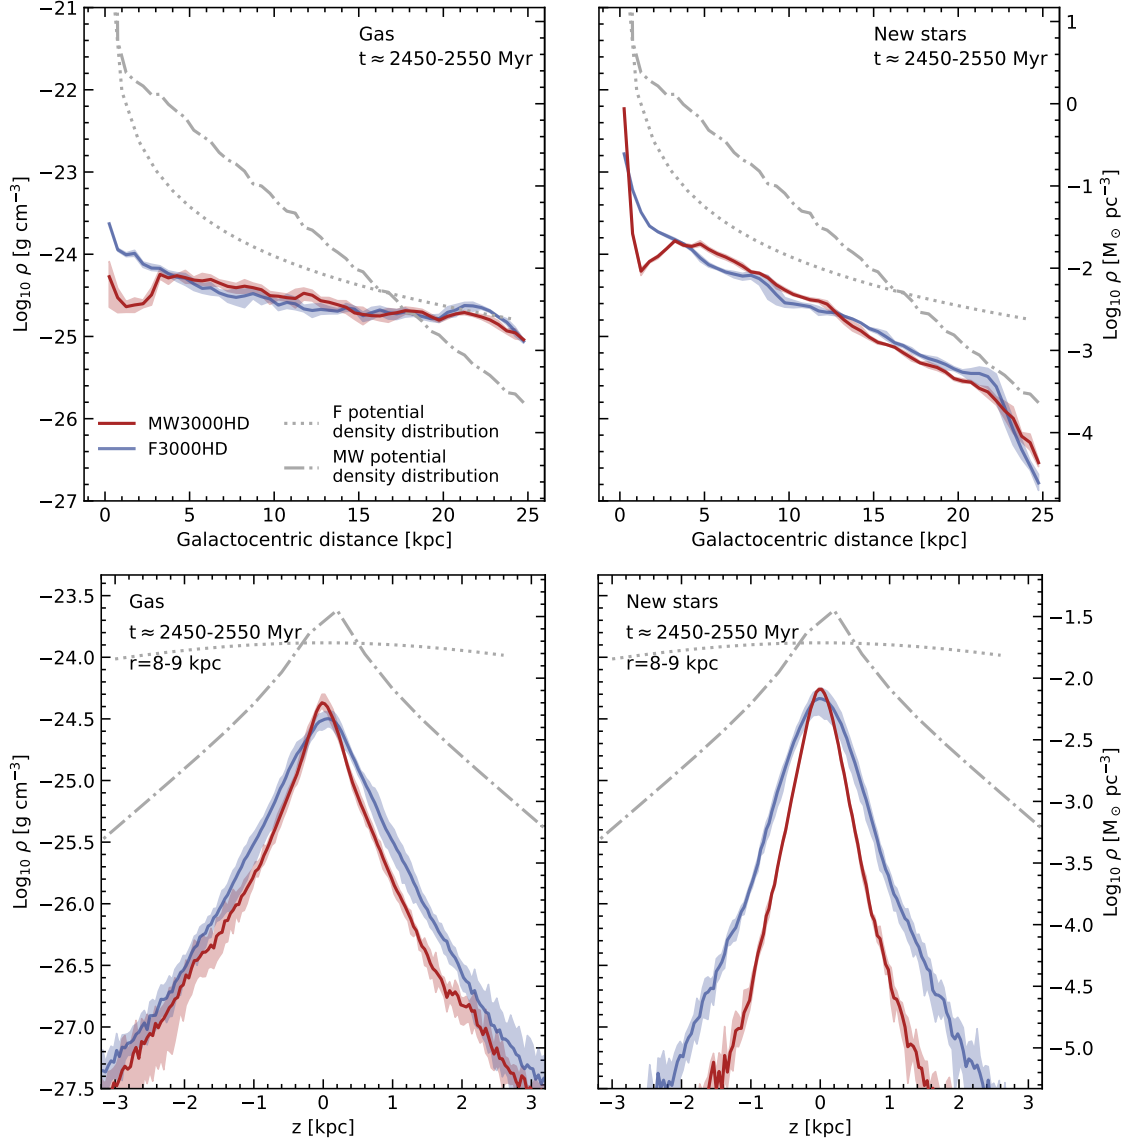 Gas
t ≈ 2450-2550 Myr
−21
−22
−23
−24
−25
−26
−27
Log₁₀ ρ [g cm⁻³]
MW3000HD
F3000HD
F potential
density distribution
MW potential
density distribution
0 5 10 15 20 25
Galactocentric distance [kpc]
New stars
t ≈ 2450-2550 Myr
1
0
−1
−2
−3
−4
Log₁₀ ρ [M⊙ pc⁻³]
0 5 10 15 20 25
Galactocentric distance [kpc]
Gas
t ≈ 2450-2550 Myr
r=8-9 kpc
−23.5
−24.0
−24.5
−25.0
−25.5
−26.0
−26.5
−27.0
−27.5
Log₁₀ ρ [g cm⁻³]
−3 −2 −1 0 1 2 3
z [kpc]
New stars
t ≈ 2450-2550 Myr
r=8-9 kpc
−1.5
−2.0
−2.5
−3.0
−3.5
−4.0
−4.5
−5.0
Log₁₀ ρ [M⊙ pc⁻³]
−3 −2 −1 0 1 2 3
z [kpc]